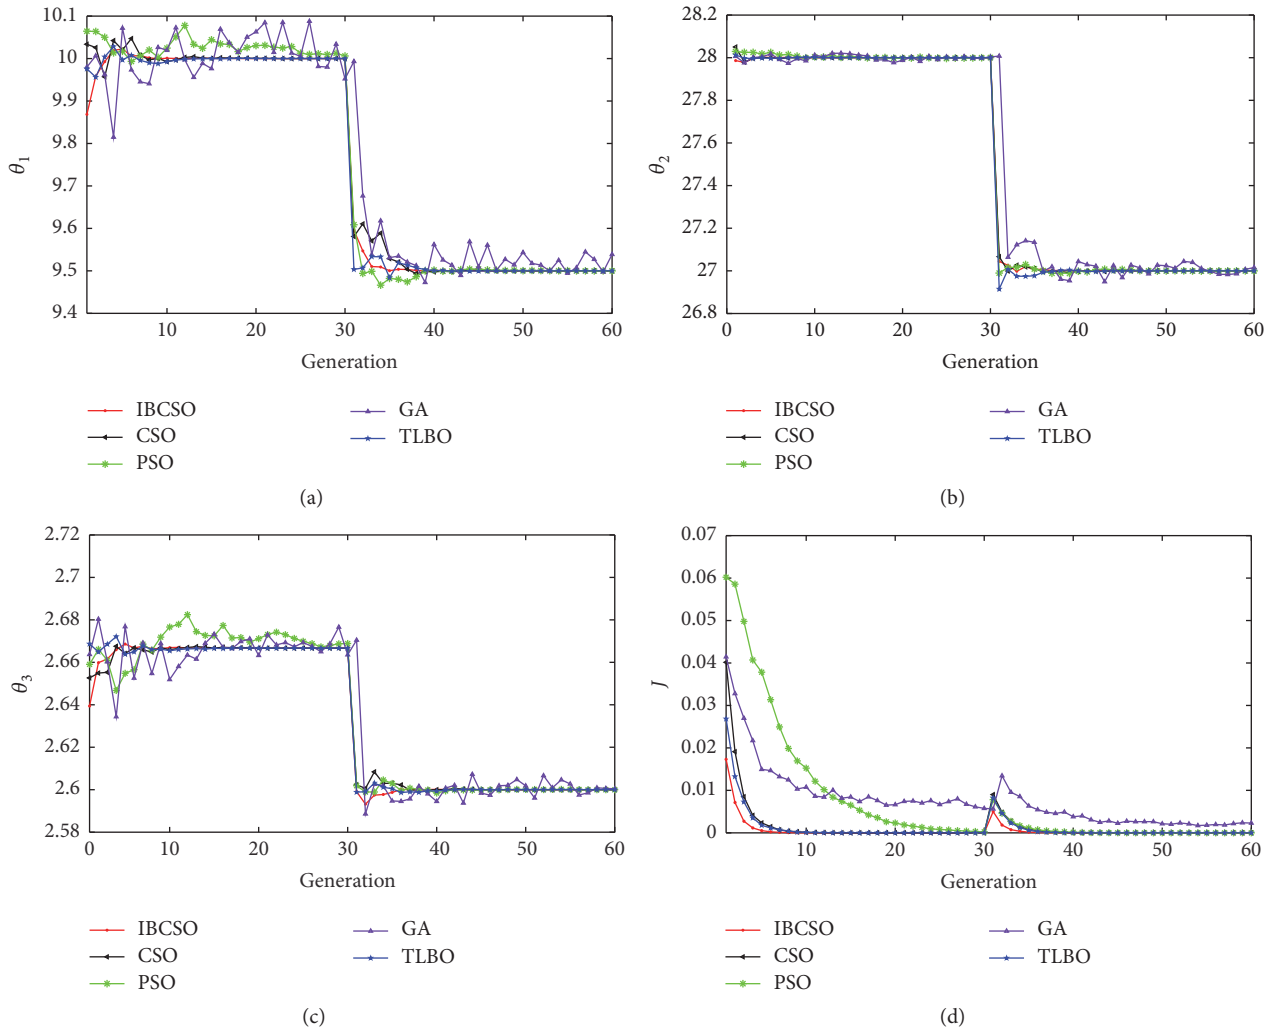 10.1
10
9.9
9.8
9.7
9.6
9.5
9.4
θ1
10 20 30 40 50 60
Generation
IBCSO
CSO
PSO
GA
TLBO
(a)
28.2
28
27.8
27.6
27.4
27.2
27
26.8
θ2
0 10 20 30 40 50 60
Generation
IBCSO
CSO
PSO
GA
TLBO
(b)
2.72
2.7
2.68
2.66
2.64
2.62
2.6
2.58
θ3
0 10 20 30 40 50 60
Generation
IBCSO
CSO
PSO
GA
TLBO
(c)
0.07
0.06
0.05
0.04
0.03
0.02
0.01
0
J
10 20 30 40 50 60
Generation
IBCSO
CSO
PSO
GA
TLBO
(d)